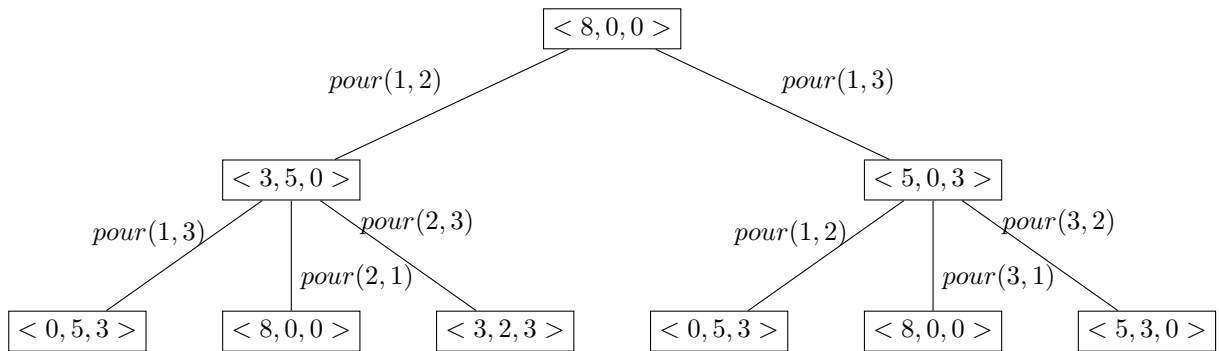 < 8, 0, 0 >
pour(1, 2)
pour(1, 3)
< 3, 5, 0 >
< 5, 0, 3 >
pour(1, 3)
pour(2, 3)
pour(1, 2)
pour(3, 2)
pour(2, 1)
pour(3, 1)
< 0, 5, 3 >
< 8, 0, 0 >
< 3, 2, 3 >
< 0, 5, 3 >
< 8, 0, 0 >
< 5, 3, 0 >